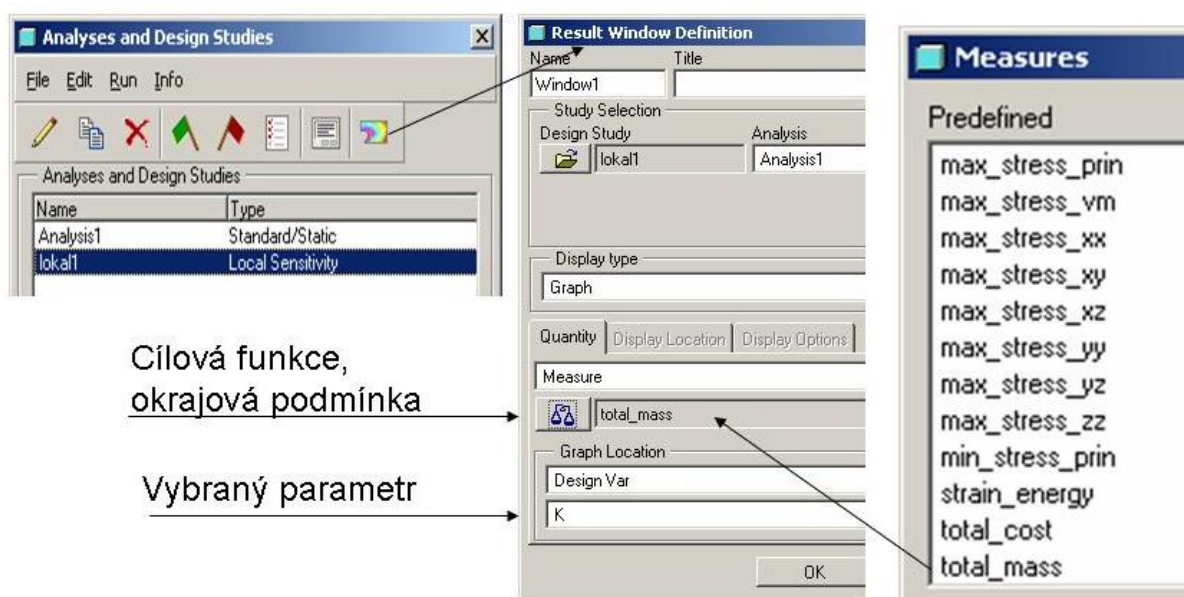 Analyses and Design Studies
File Edit Run Info
Analyses and Design Studies
Name Type
Analysis1 Standard/Static
lokal1 Local Sensitivity
Cílová funkce,
okrajová podmínka
Vybraný parametr
Result Window Definition
Name Title
Window1
Study Selection
Design Study Analysis
lokal1 Analysis1
Display type
Graph
Quantity Display Location Display Options
Measure
total_mass
Graph Location
Design Var
K
OK
Measures
Predefined
max_stress_prin
max_stress_vm
max_stress_xx
max_stress_xy
max_stress_xz
max_stress_yy
max_stress_yz
max_stress_zz
min_stress_prin
strain_energy
total_cost
total_mass